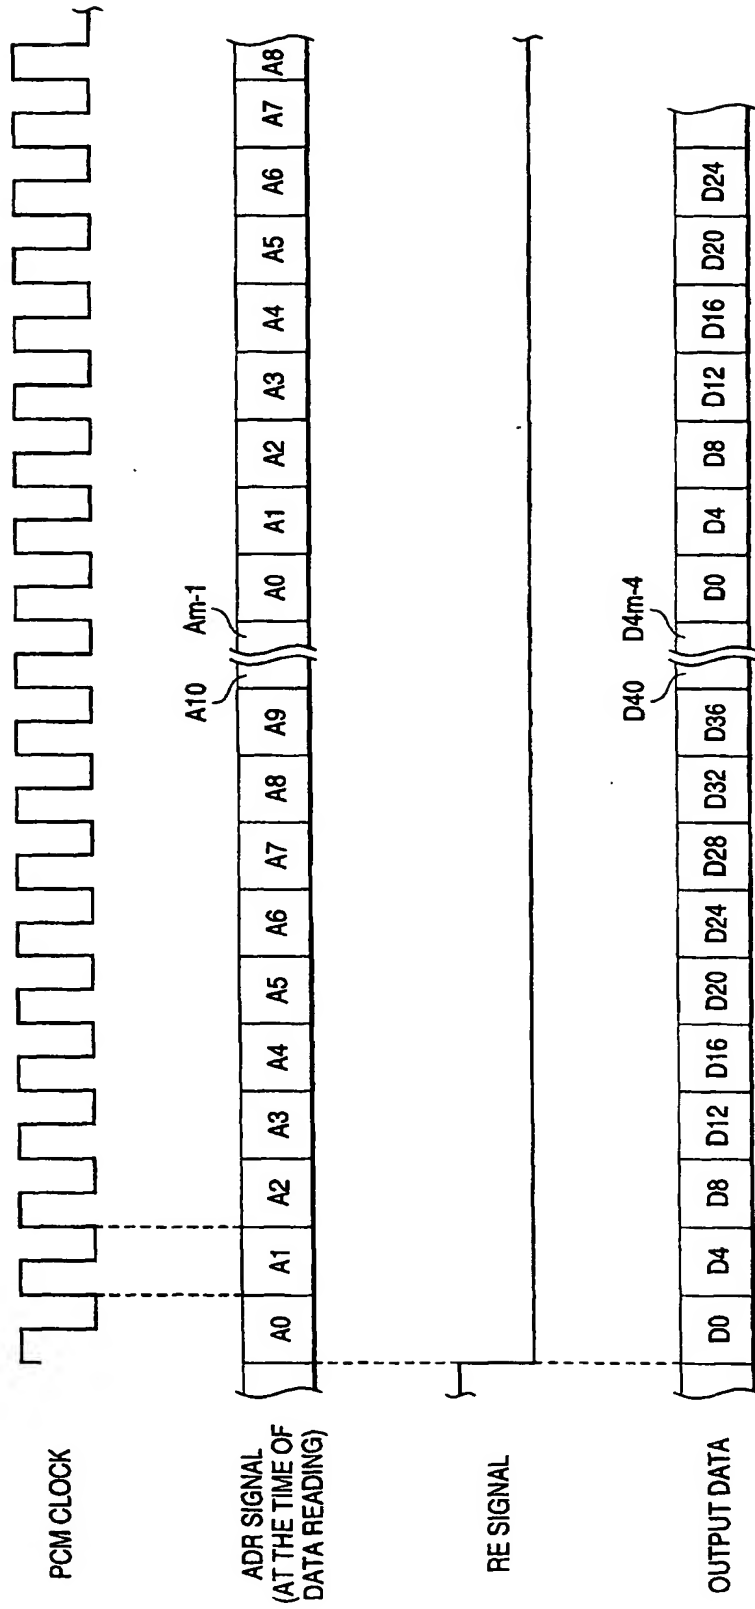 PCM CLOCK
ADR SIGNAL
(AT THE TIME OF
DATA READING)
A0 A1 A2 A3 A4 A5 A6 A7 A8 A9 A10 Am-1 A0 A1 A2 A3 A4 A5 A6 A7 A8
RE SIGNAL
OUTPUT DATA
D0 D4 D8 D12 D16 D20 D24 D28 D32 D36 D40 D4m-4 D0 D4 D8 D12 D16 D20 D24